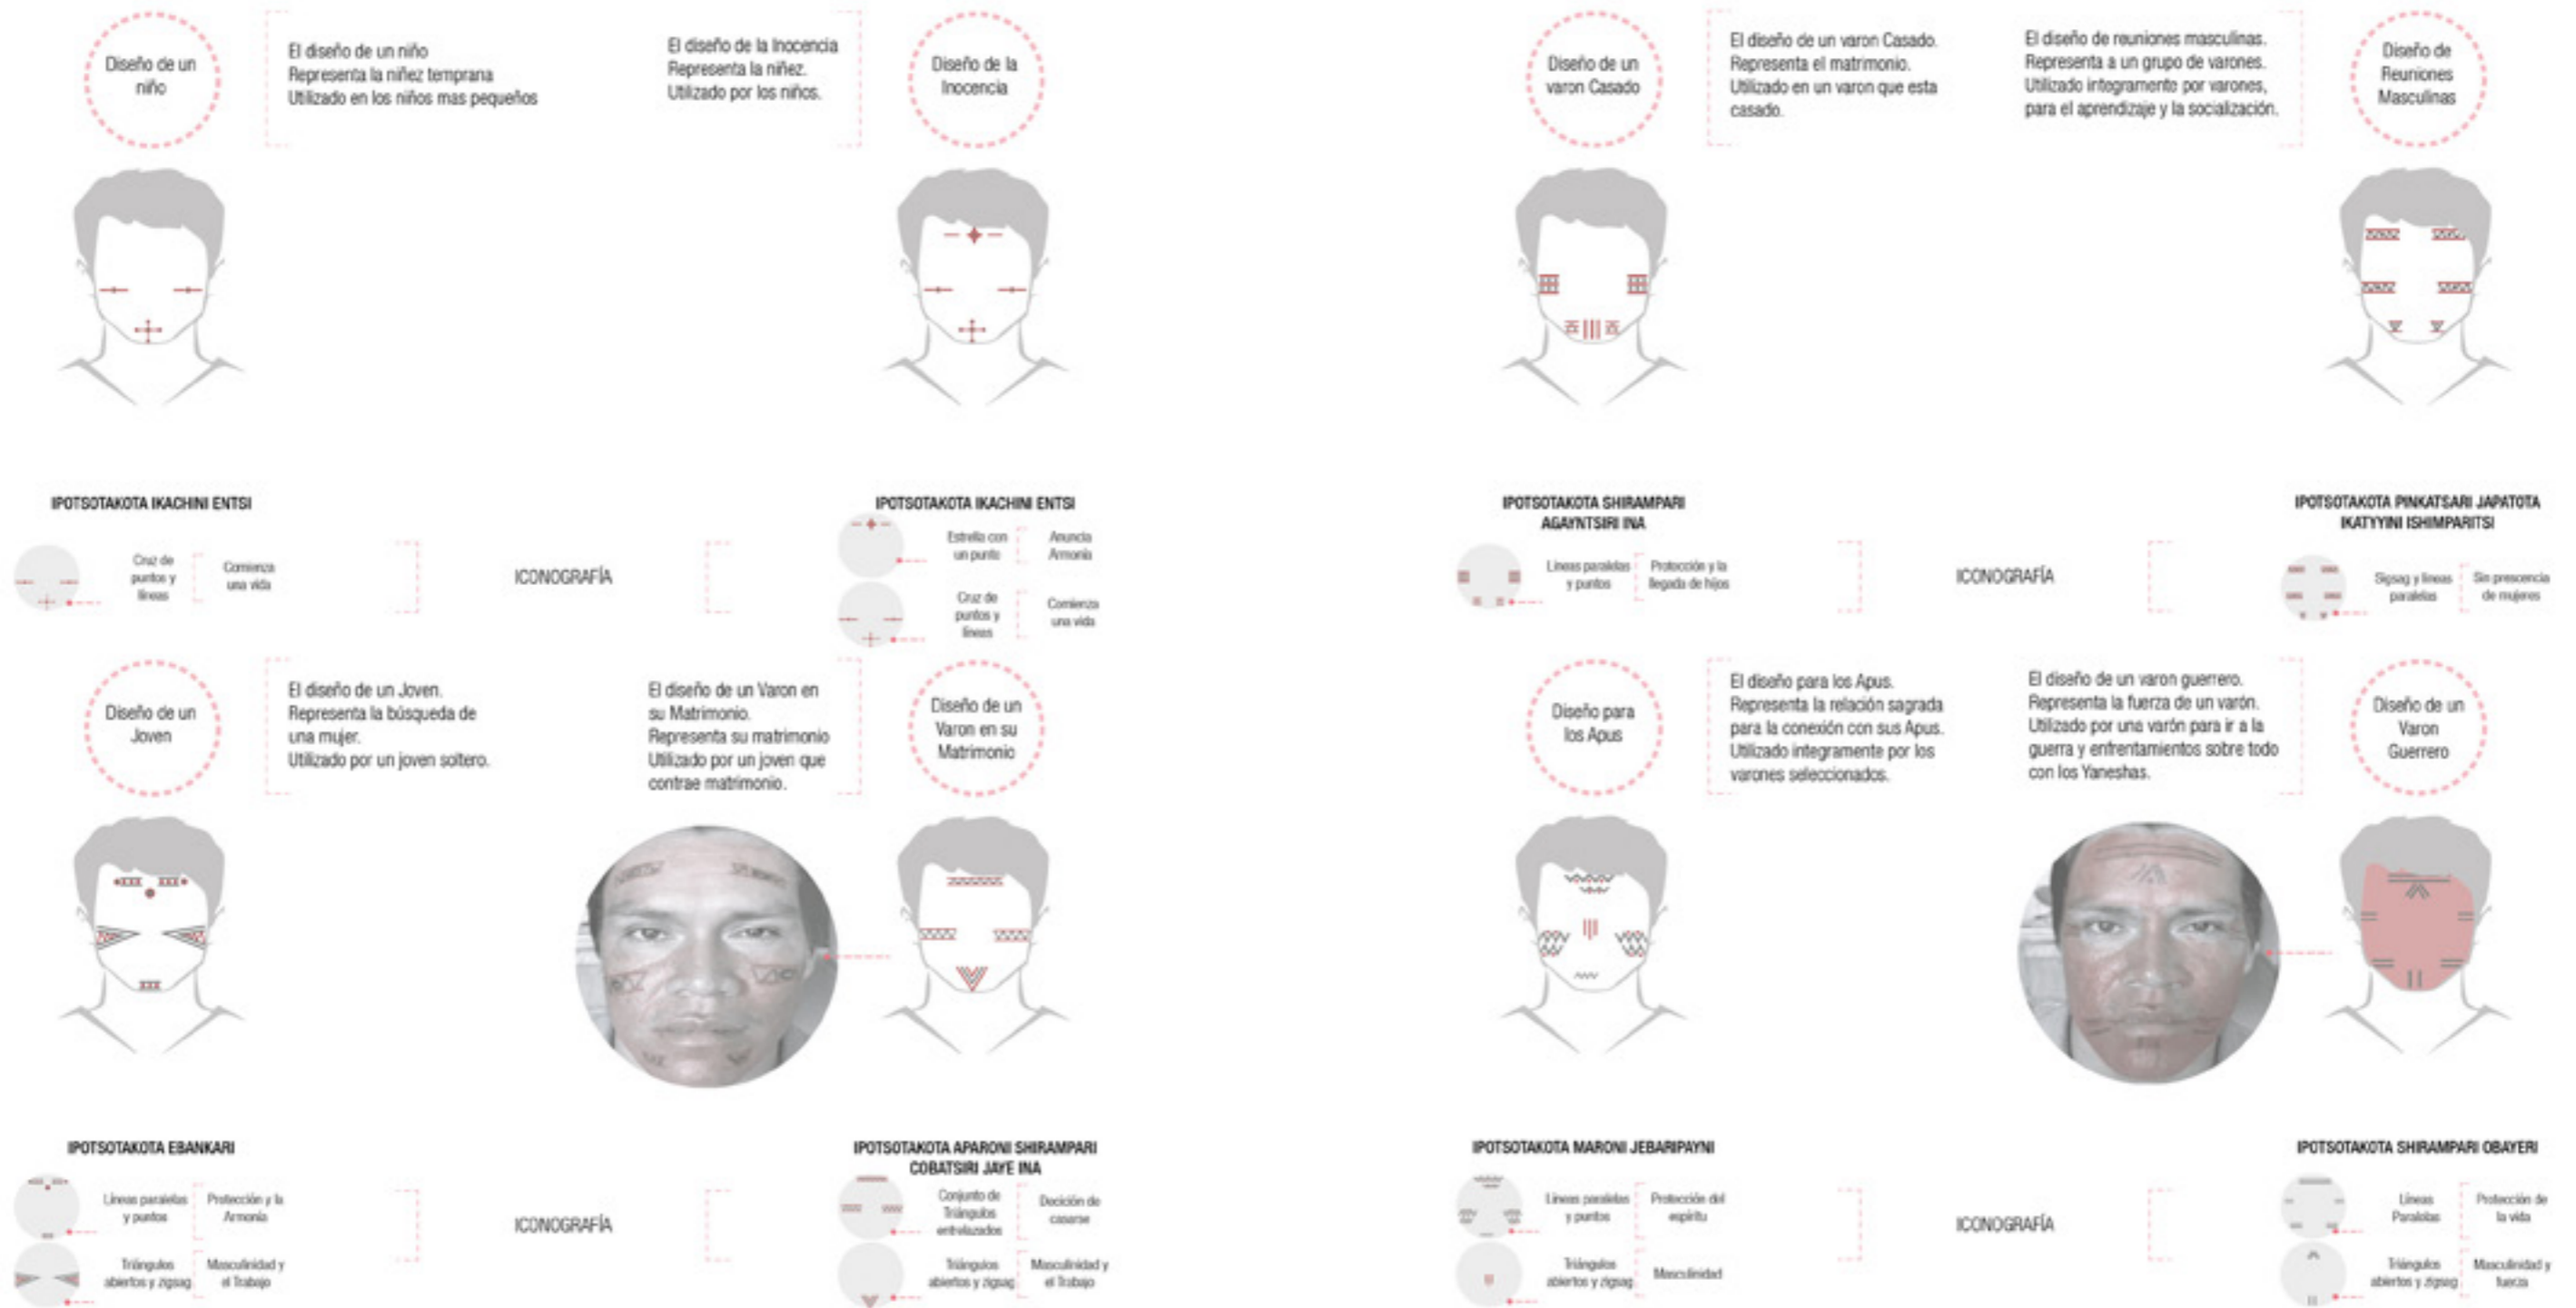 Diseño de un
niño
El diseño de un niño
Representa la niñez temprana
Utilizado en los niños mas pequeños
El diseño de la Inocencia
Representa la niñez.
Utilizado por los niños.
Diseño de la
Inocencia
Diseño de un
varon Casado
El diseño de un varon Casado.
Representa el matrimonio.
Utilizado en un varon que esta
casado.
El diseño de reuniones masculinas.
Representa a un grupo de varones.
Utilizado integramente por varones,
para el aprendizaje y la socialización.
Diseño de
Reuniones
Masculinas
IPOTSOTAKOTA IKACHINI ENTSI
Cruz de
puntos y
líneas
Comienza
una vida
ICONOGRAFÍA
IPOTSOTAKOTA IKACHINI ENTSI
Estrella con
un punto
Anuncia
Armonía
Cruz de
puntos y
líneas
Comienza
una vida
IPOTSOTAKOTA SHIRAMPARI
AGAYNTSIRI INA
Líneas paralelas
y puntos
Protección y la
llegada de hijos
ICONOGRAFÍA
IPOTSOTAKOTA PINKATSARI JAPATOTA
IKATYYINI ISHIMPARITSI
Sigsag y líneas
paralelas
Sin prescencia
de mujeres
Diseño de un
Joven
El diseño de un Joven.
Representa la búsqueda de
una mujer.
Utilizado por un joven soltero.
El diseño de un Varon en
su Matrimonio.
Representa su matrimonio
Utilizado por un joven que
contrae matrimonio.
Diseño de un
Varon en su
Matrimonio
Diseño para
los Apus
El diseño para los Apus.
Representa la relación sagrada
para la conexión con sus Apus.
Utilizado integramente por los
varones seleccionados.
El diseño de un varon guerrero.
Representa la fuerza de un varón.
Utilizado por una varón para ir a la
guerra y enfrentamientos sobre todo
con los Yaneshas.
Diseño de un
Varon
Guerrero
IPOTSOTAKOTA EBANKARI
Líneas paralelas
y puntos
Protección y la
Armonía
Triángulos
abiertos y zigsag
Masculinidad y
el Trabajo
ICONOGRAFÍA
IPOTSOTAKOTA APARONI SHIRAMPARI
COBATSIRI JAYE INA
Conjunto de
Triángulos
entrelazados
Decición de
casarse
Triángulos
abiertos y zigsag
Masculinidad y
el Trabajo
IPOTSOTAKOTA MARONI JEBARIPAYNI
Líneas paralelas
y puntos
Protección del
espíritu
Triángulos
abiertos y zigsag
Masculinidad
ICONOGRAFÍA
IPOTSOTAKOTA SHIRAMPARI OBAYERI
Líneas
Paralelas
Protección de
la vida
Triángulos
abiertos y zigsag
Masculinidad y
fuerza